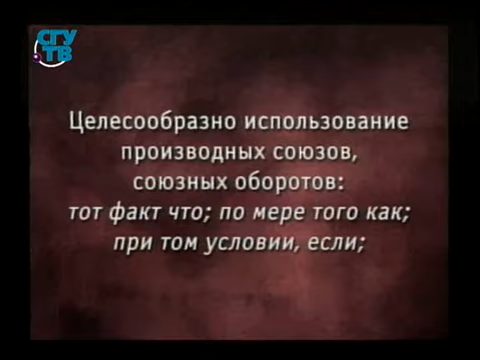 СГУ
ТВ
Целесообразно использование
производных союзов,
союзных оборотов:
тот факт что; по мере того как;
при том условии, если;